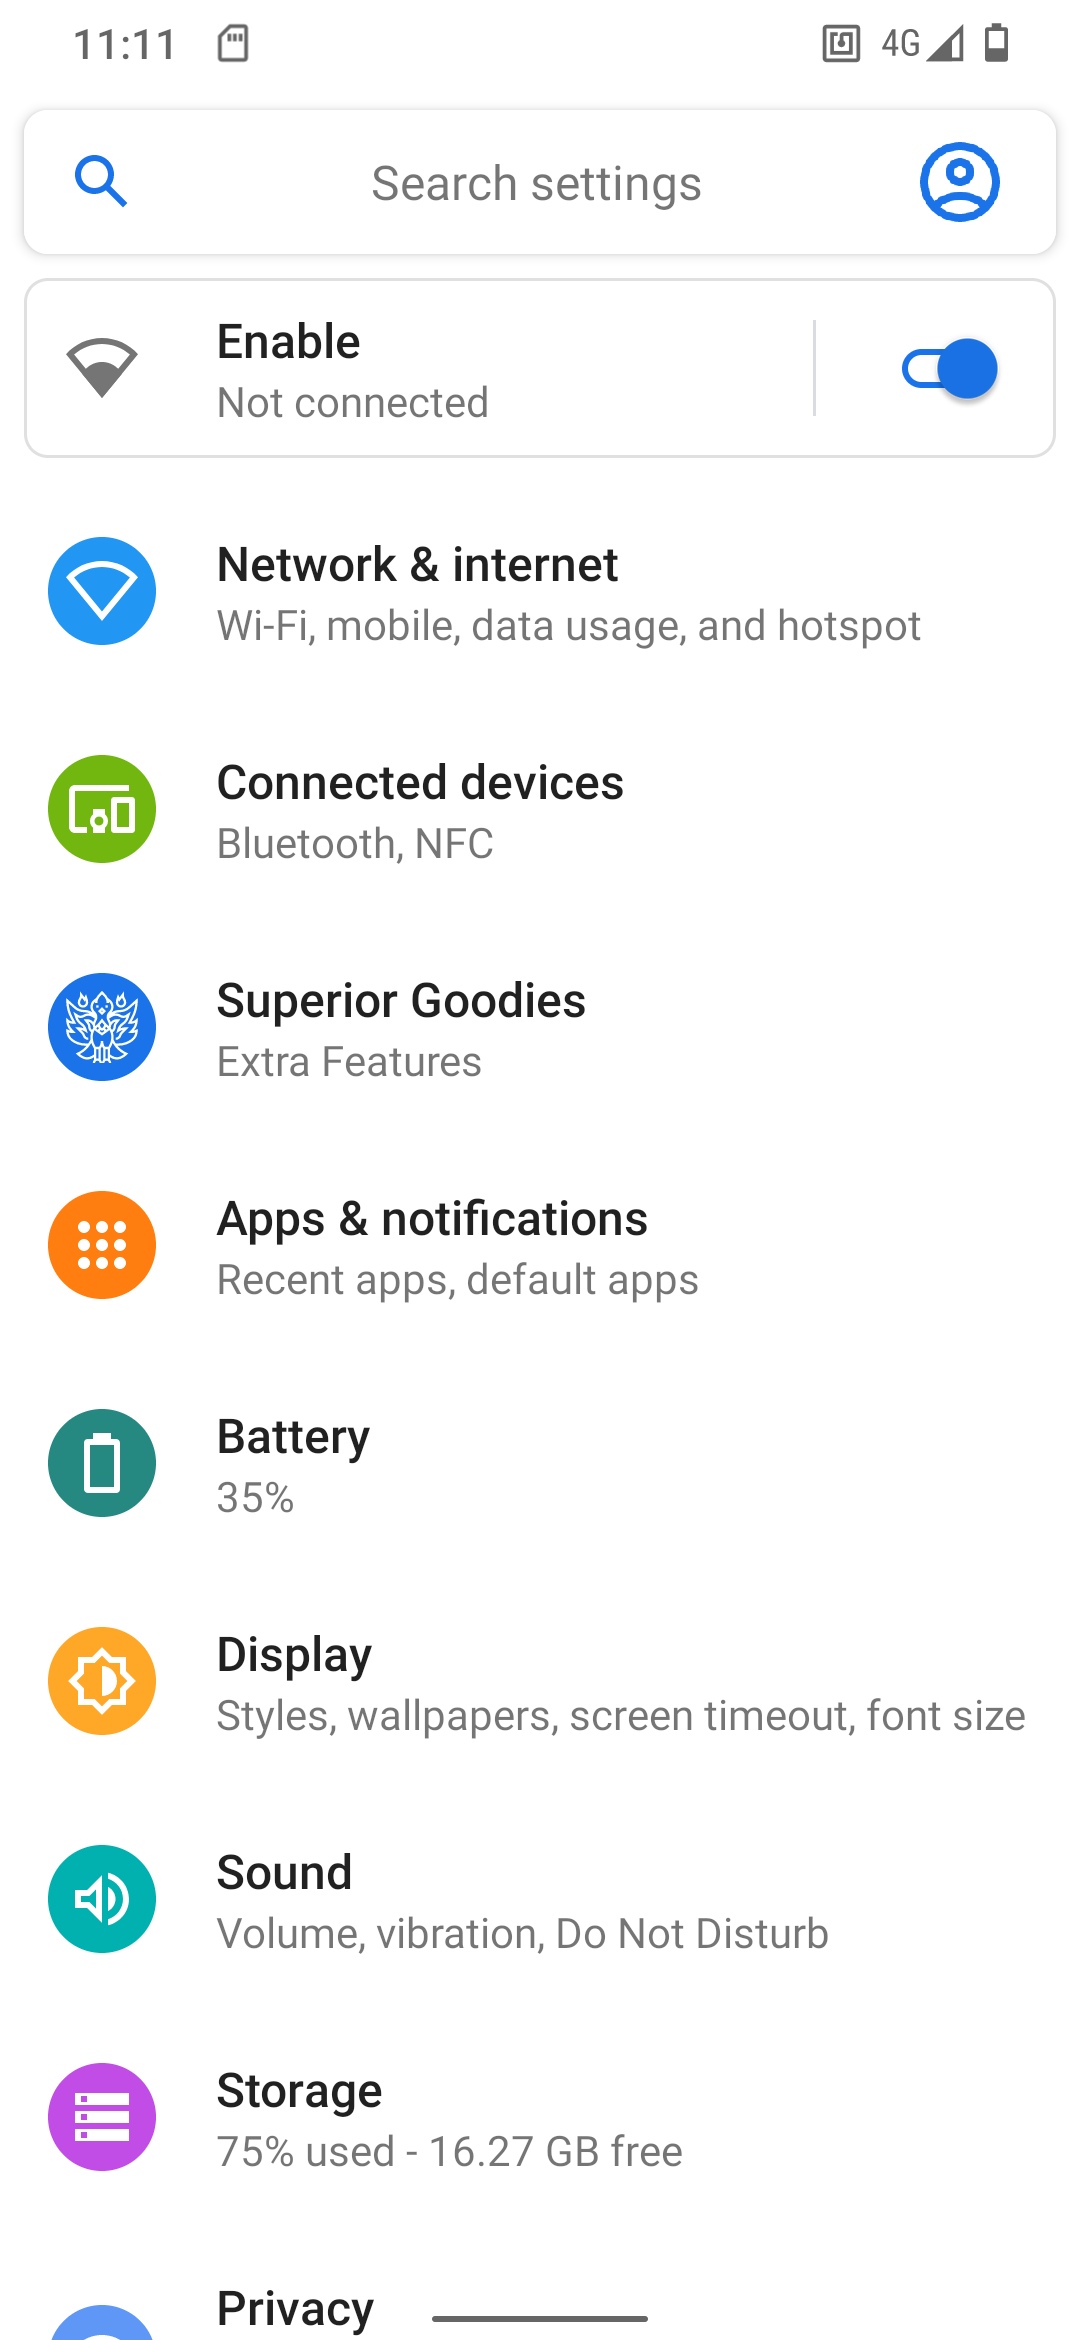 11:11
4G
Search settings
Enable
Not connected
Network & internet
Wi-Fi, mobile, data usage, and hotspot
Connected devices
Bluetooth, NFC
Superior Goodies
Extra Features
Apps & notifications
Recent apps, default apps
Battery
35%
Display
Styles, wallpapers, screen timeout, font size
Sound
Volume, vibration, Do Not Disturb
Storage
75% used - 16.27 GB free
Privacy